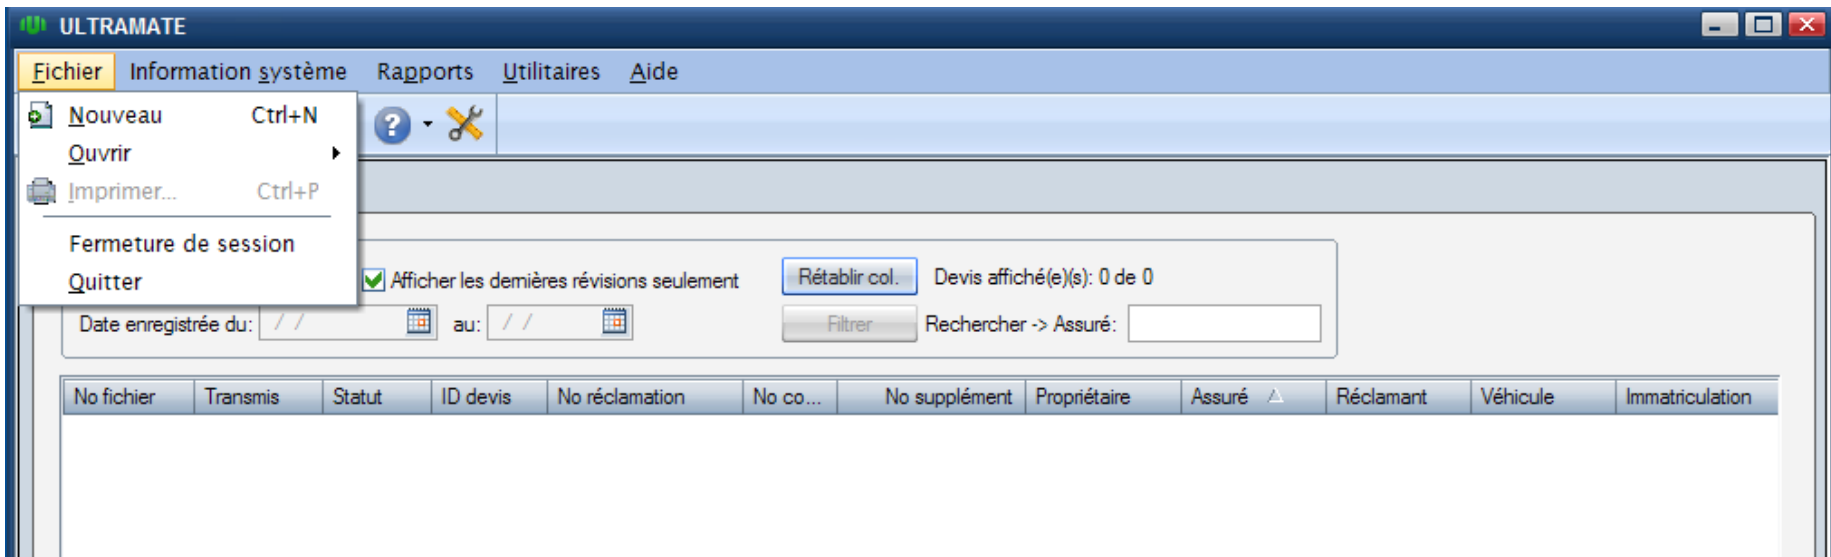 ULTRAMATE
Fichier Information système Rapports Utilitaires Aide
Nouveau Ctrl+N
Ouvrir
Imprimer... Ctrl+P
Fermeture de session
Quitter
Afficher les dernières révisions seulement Rétablir col. Devis affiché(e)(s): 0 de 0
Date enregistrée du: / / au: / / Filtrer Rechercher -> Assuré:
No fichier Transmis Statut ID devis No réclamation No co... No supplément Propriétaire Assuré Réclamant Véhicule Immatriculation